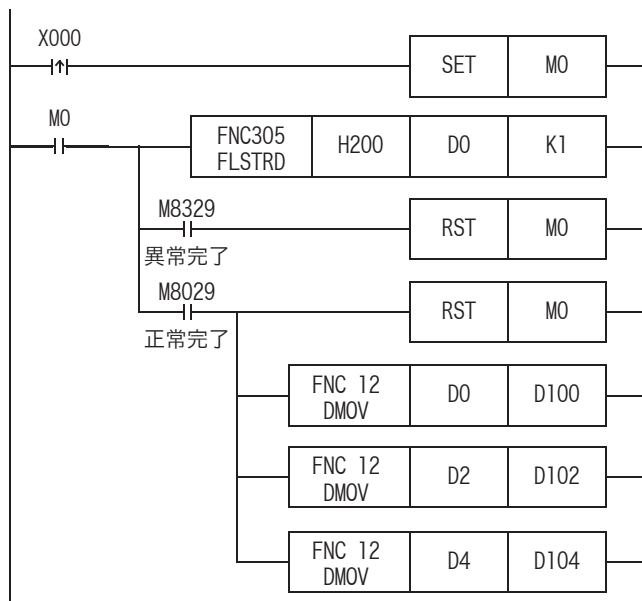 X000
SET M0
M0
FNC305 H200 D0 K1
FLSTRD
M8329
RST M0
異常完了
M8029
RST M0
正常完了
FNC 12 D0 D100
DMOV
FNC 12 D2 D102
DMOV
FNC 12 D4 D104
DMOV